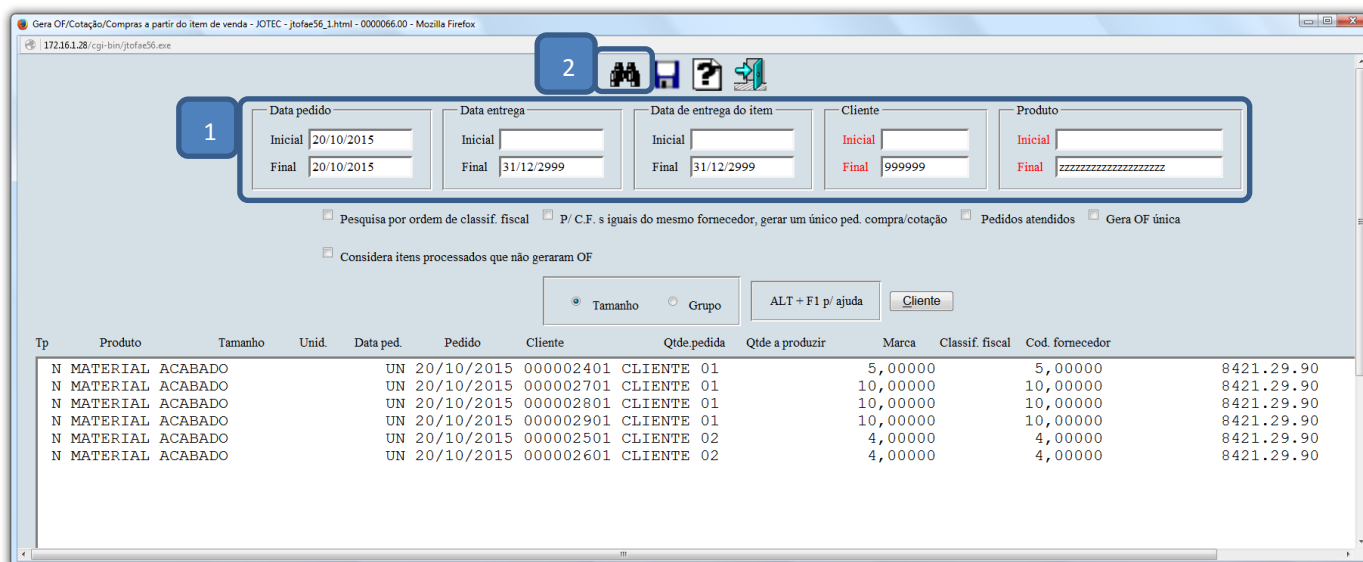 Gera OF/Cotação/Compras a partir do item de venda - JOTEC - jtofae56_1.html - 0000066.00 - Mozilla Firefox
172.16.1.28/cgi-bin/jtofae56.exe
2
1
Data pedido Data entrega Data de entrega do item Cliente Produto
Inicial 20/10/2015 Inicial Inicial Inicial Inicial
Final 20/10/2015 Final 31/12/2999 Final 31/12/2999 Final 999999 Final zzzzzzzzzzzzzzzzzzzz
Pesquisa por ordem de classif. fiscal P/ C.F. s iguais do mesmo fornecedor, gerar um único ped. compra/cotação Pedidos atendidos Gera OF única
Considera itens processados que não geraram OF
Tamanho Grupo ALT + F1 p/ ajuda Cliente
Tp Produto Tamanho Unid. Data ped. Pedido Cliente Qtde.pedida Qtde a produzir Marca Classif. fiscal Cod. fornecedor
N MATERIAL ACABADO UN 20/10/2015 000002401 CLIENTE 01 5,00000 5,00000 8421.29.90
N MATERIAL ACABADO UN 20/10/2015 000002701 CLIENTE 01 10,00000 10,00000 8421.29.90
N MATERIAL ACABADO UN 20/10/2015 000002801 CLIENTE 01 10,00000 10,00000 8421.29.90
N MATERIAL ACABADO UN 20/10/2015 000002901 CLIENTE 01 10,00000 10,00000 8421.29.90
N MATERIAL ACABADO UN 20/10/2015 000002501 CLIENTE 02 4,00000 4,00000 8421.29.90
N MATERIAL ACABADO UN 20/10/2015 000002601 CLIENTE 02 4,00000 4,00000 8421.29.90